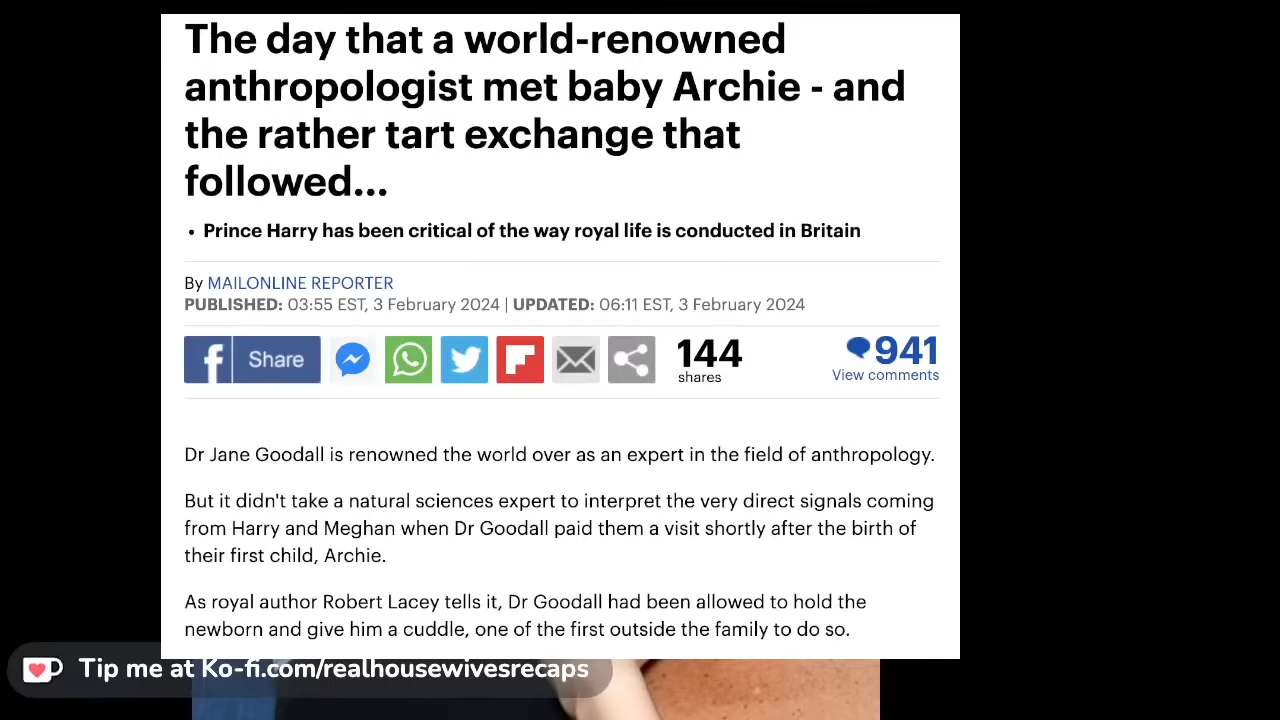 The day that a world-renowned
anthropologist met baby Archie - and
the rather tart exchange that
followed...
• Prince Harry has been critical of the way royal life is conducted in Britain
By MAILONLINE REPORTER
PUBLISHED: 03:55 EST, 3 February 2024 | UPDATED: 06:11 EST, 3 February 2024
f Share
144
shares
941
View comments
Dr Jane Goodall is renowned the world over as an expert in the field of anthropology.
But it didn't take a natural sciences expert to interpret the very direct signals coming
from Harry and Meghan when Dr Goodall paid them a visit shortly after the birth of
their first child, Archie.
As royal author Robert Lacey tells it, Dr Goodall had been allowed to hold the
newborn and give him a cuddle, one of the first outside the family to do so.
Tip me at Ko-fi.com/realhousewivesrecaps